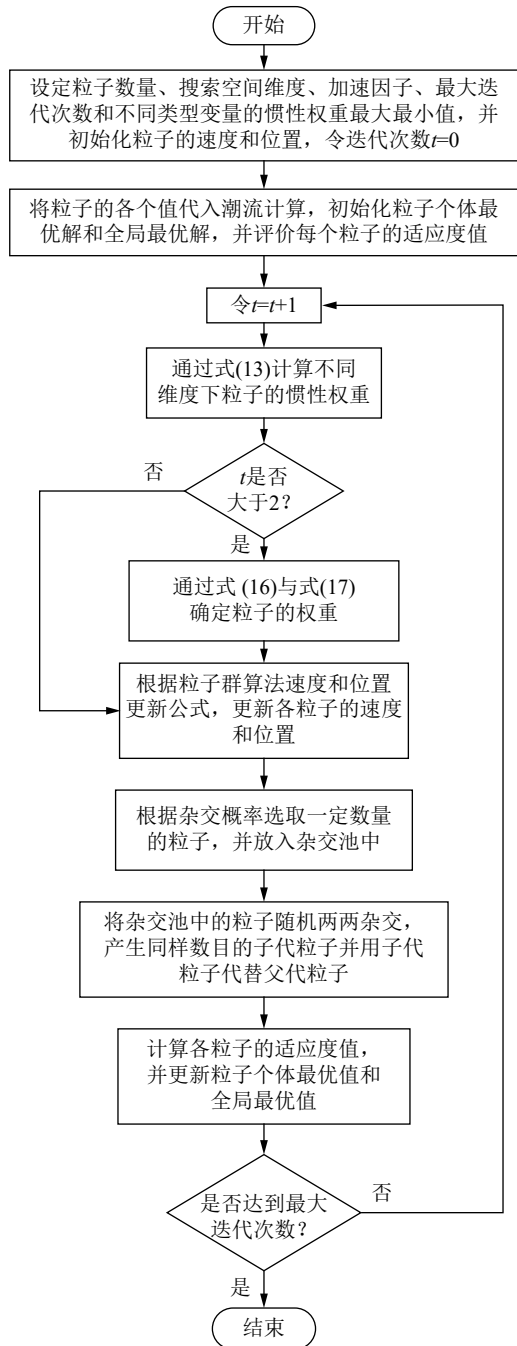 开始
设定粒子数量、搜索空间维度、加速因子、最大迭
代次数和不同类型变量的惯性权重最大最小值，并
初始化粒子的速度和位置，令迭代次数t=0
将粒子的各个值代入潮流计算，初始化粒子个体最
优解和全局最优解，并评价每个粒子的适应度值
令t=t+1
通过式(13)计算不同
维度下粒子的惯性权重
否
t是否
大于2？
是
通过式 (16)与式(17)
确定粒子的权重
根据粒子群算法速度和位置
更新公式，更新各粒子的速度
和位置
根据杂交概率选取一定数量
的粒子，并放入杂交池中
将杂交池中的粒子随机两两杂交，
产生同样数目的子代粒子并用子代
粒子代替父代粒子
计算各粒子的适应度值，
并更新粒子个体最优值和
全局最优值
是否达到最大
迭代次数？
否
是
结束